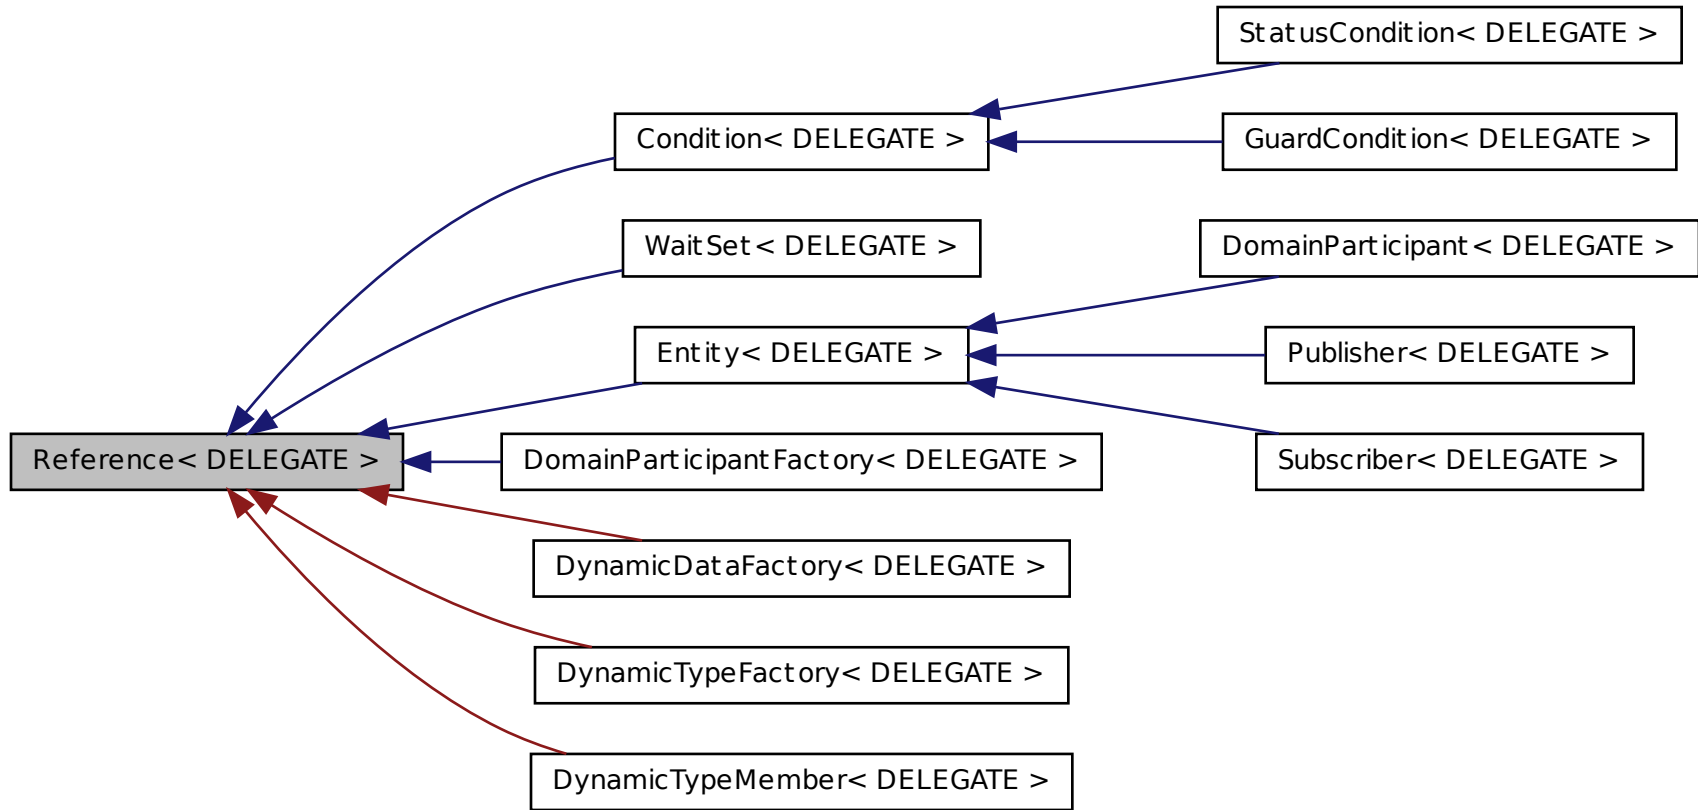 StatusCondition< DELEGATE >
Condition< DELEGATE >
GuardCondition< DELEGATE >
WaitSet< DELEGATE >
DomainParticipant< DELEGATE >
Entity< DELEGATE >
Publisher< DELEGATE >
Reference< DELEGATE >
DomainParticipantFactory< DELEGATE >
Subscriber< DELEGATE >
DynamicDataFactory< DELEGATE >
DynamicTypeFactory< DELEGATE >
DynamicTypeMember< DELEGATE >